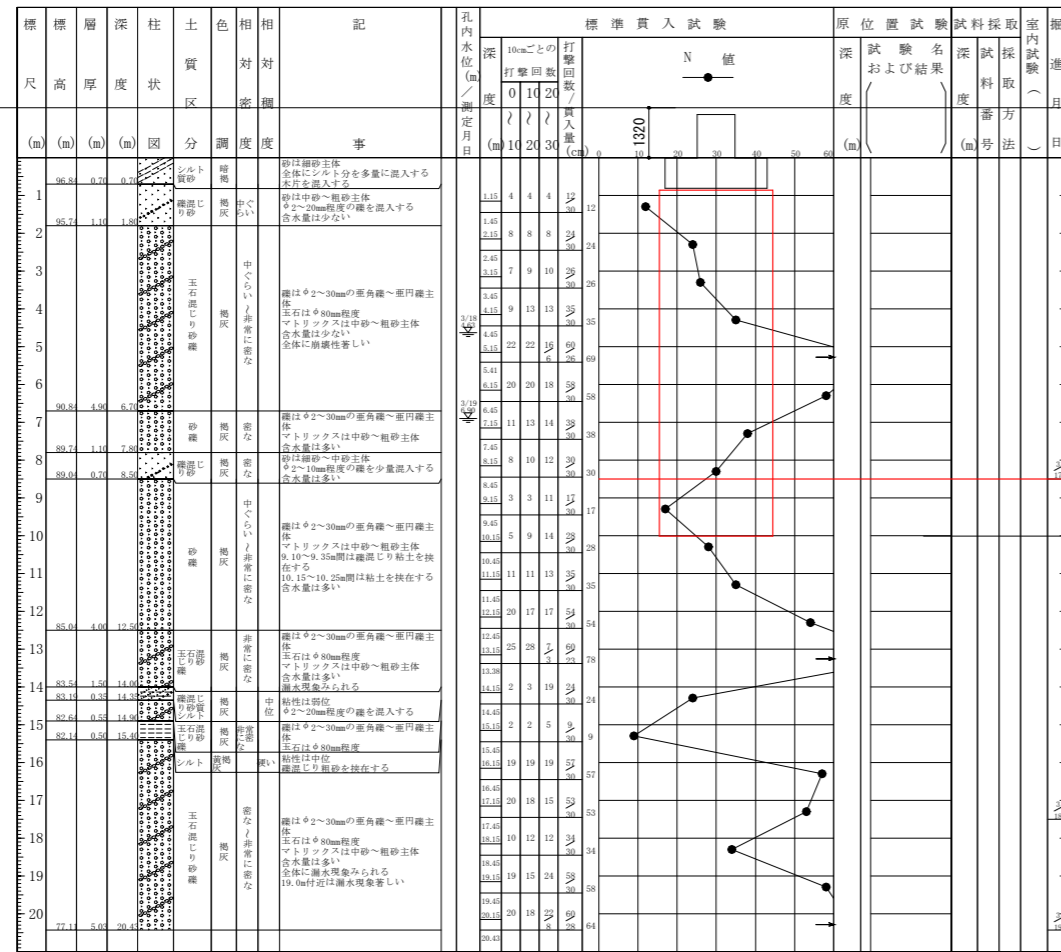 標尺(m)
標高(m)
層厚(m)
深度(m)
柱状図
土質区分
色調
相対密度
相対稠度
記事
孔内水位(m)/測定月日
標準貫入試験
深度(m)
10cmごとの打撃回数
0 10 20
〜 〜 〜
10 20 30
打撃回数/貫入量(cm)
N 値
0 10 20 30 40 50 60
1320
原位置試験
深度(m)
試験名および結果
試料採取
深度(m)
試料番号
採取方法
室内試験( )
掘進月日
96.84 0.70 0.70
シルト質砂
暗褐
砂は細砂主体
全体にシルト分を多量に混入する
木片を混入する
95.74 1.10 1.80
礫混じり砂
褐灰
中ぐらい
砂は中砂〜粗砂主体
φ2〜20mm程度の礫を混入する
含水量は少ない
90.84 4.90 6.70
玉石混じり砂礫
褐灰
中ぐらい〜非常に密な
礫はφ2〜30mmの亜角礫〜亜円礫主体
玉石はφ80mm程度
マトリックスは中砂〜粗砂主体
含水量は少ない
全体に崩壊性著しい
89.74 1.10 7.80
砂礫
褐灰
密な
礫はφ2〜30mmの亜角礫〜亜円礫主体
マトリックスは中砂〜粗砂主体
含水量は多い
89.04 0.70 8.50
礫混じり砂
褐灰
密な
砂は細砂〜中砂主体
φ2〜10mm程度の礫を少量混入する
含水量は多い
85.04 4.00 12.50
砂礫
褐灰
中ぐらい〜非常に密な
礫はφ2〜30mmの亜角礫〜亜円礫主体
マトリックスは中砂〜粗砂主体
9.10〜9.35m間は礫混じり粘土を挟在する
10.15〜10.25m間は粘土を挟在する
含水量は多い
83.54 1.50 14.00
玉石混じり砂礫
褐灰
非常に密な
礫はφ2〜30mmの亜角礫〜亜円礫主体
玉石はφ80mm程度
マトリックスは中砂〜粗砂主体
含水量は多い
漏水現象みられる
83.19 0.35 14.35
礫混じり砂質シルト
褐灰
中位
粘性は弱位
φ2〜20mm程度の礫を混入する
82.64 0.55 14.90
玉石混じり砂礫
褐灰
非常に密な
礫はφ2〜30mmの亜角礫〜亜円礫主体
玉石はφ80mm程度
82.14 0.50 15.40
シルト
黄褐灰
硬い
粘性は中位
礫混じり粗砂を挟在する
77.11 5.03 20.43
玉石混じり砂礫
褐灰
密な〜非常に密な
礫はφ2〜30mmの亜角礫〜亜円礫主体
玉石はφ80mm程度
マトリックスは中砂〜粗砂主体
含水量は多い
全体に漏水現象みられる
19.0m付近は漏水現象著しい
3/18
3/19
6.90
1
2
3
4
5
6
7
8
9
10
11
12
13
14
15
16
17
18
19
20
1.15 4 4 4 12/30 12
1.45
2.15 8 8 8 24/30 24
2.45
3.15 7 9 10 26/30 26
3.45
4.15 9 13 13 35/30 35
4.45
5.15 22 22 16/6 60/26 69
5.41
6.15 20 20 18 58/30 58
6.45
7.15 11 13 14 38/30 38
7.45
8.15 8 10 12 30/30 30
8.45
9.15 3 3 11 17/30 17
9.45
10.15 5 9 14 28/30 28
10.45
11.15 11 11 13 35/30 35
11.45
12.15 20 17 17 54/30 54
12.45
13.15 25 28 7/3 60/23 78
13.38
14.15 2 3 19 24/30 24
14.45
15.15 2 2 5 9/30 9
15.45
16.15 19 19 19 57/30 57
16.45
17.15 20 18 15 53/30 53
17.45
18.15 10 12 12 34/30 34
18.45
19.15 19 15 24 58/30 58
19.45
20.15 20 18 22/8 60/28 64
20.43